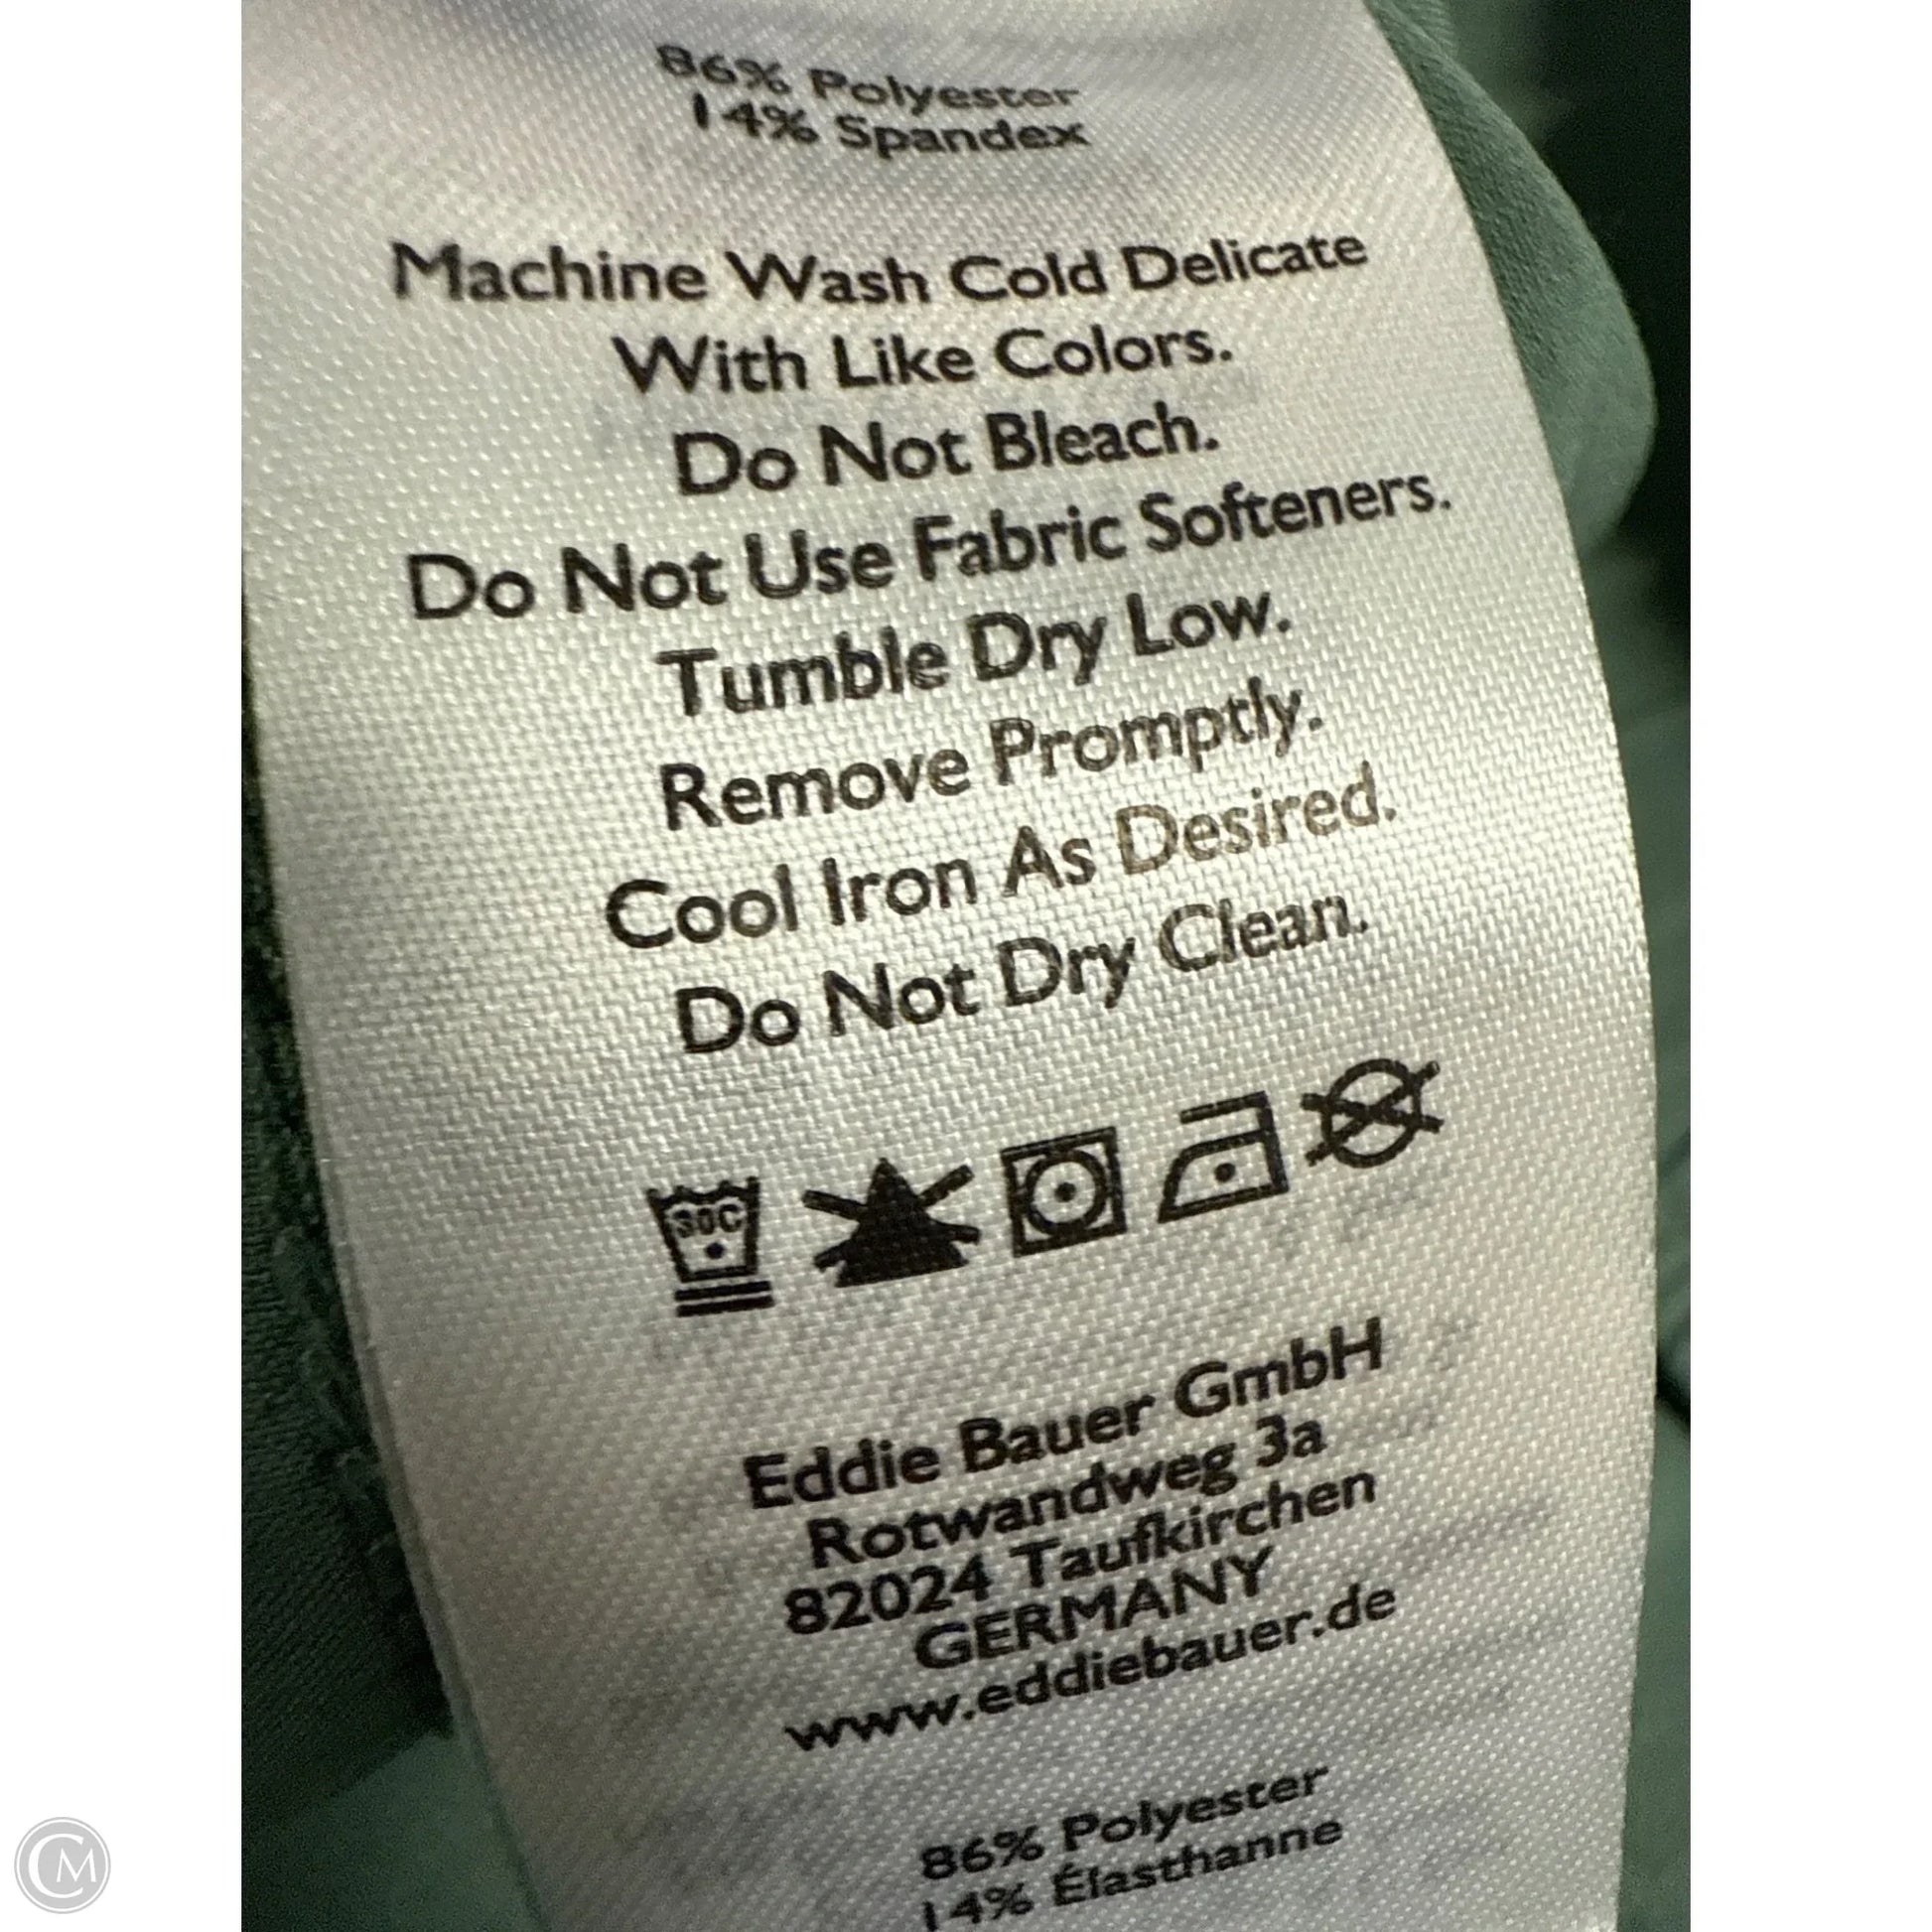 86% Polyester
14% Spandex
Machine Wash Cold Delicate
With Like Colors.
Do Not Bleach.
Do Not Use Fabric Softeners.
Tumble Dry Low.
Remove Promptly.
Cool Iron As Desired.
Do Not Dry Clean.
30C
Eddie Bauer GmbH
Rotwandweg 3a
82024 Taufkirchen
GERMANY
www.eddiebauer.de
86% Polyester
14% Élasthanne
CM